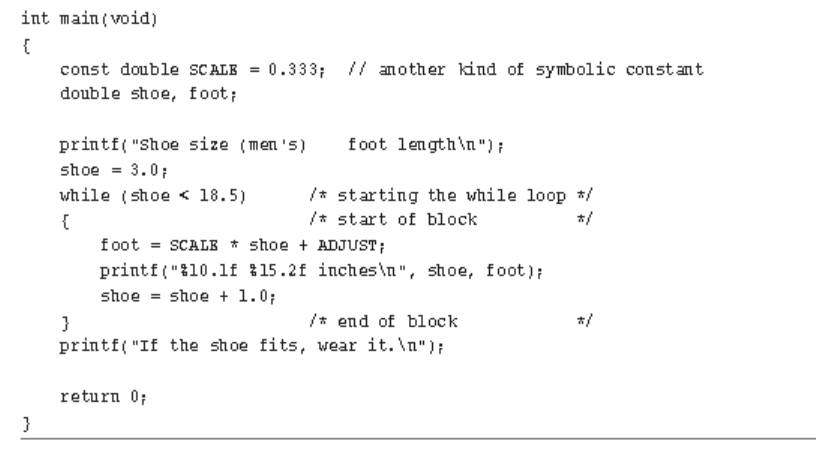 int main(void)
{
    const double SCALE = 0.333;  // another kind of symbolic constant
    double shoe, foot;

    printf("Shoe size (men's)    foot length\n");
    shoe = 3.0;
    while (shoe < 18.5)      /* starting the while loop */
    {                        /* start of block          */
        foot = SCALE * shoe + ADJUST;
        printf("%10.1f %15.2f inches\n", shoe, foot);
        shoe = shoe + 1.0;
    }                        /* end of block            */
    printf("If the shoe fits, wear it.\n");

    return 0;
}